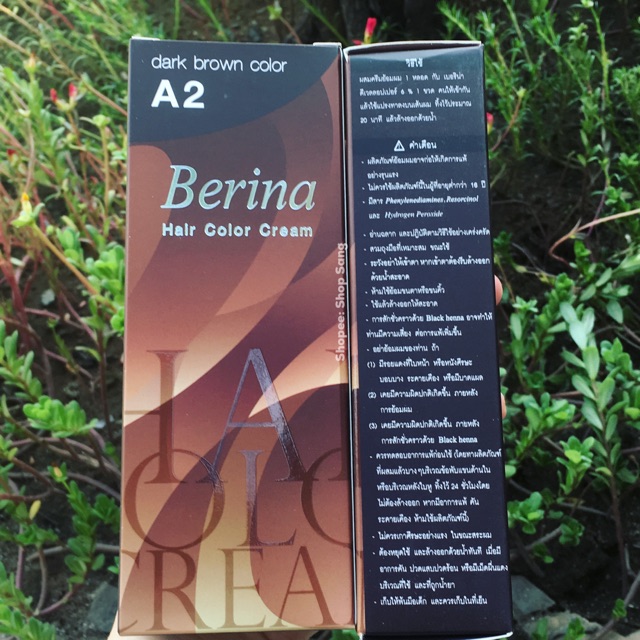 dark brown color
A2
Berina
Hair Color Cream
HAI
COLO
CREA
Shopee: Shop Sang
วิธีใช้
ผสมครีมย้อมผม 1 หลอด กับ เบอริน่า
ดีเวลลอปเปอร์ 6 % 1 ขวด คนให้เข้ากัน
แล้วใช้แปรงทาลงบนเส้นผม ทิ้งไว้ประมาณ
20 นาที แล้วล้างออกด้วยน้ำ
คำเตือน
- ผลิตภัณฑ์ย้อมผมอาจก่อให้เกิดการแพ้
อย่างรุนแรง
- ไม่ควรใช้ผลิตภัณฑ์นี้ในผู้ที่อายุต่ำกว่า 16 ปี
- มีสาร Phenylenediamines, Resorcinol
และ Hydrogen Peroxide
- อ่านฉลาก และปฏิบัติตามวิธีใช้อย่างเคร่งครัด
- สวมถุงมือที่เหมาะสม ขณะใช้
- ระวังอย่าให้เข้าตา หากเข้าตาต้องรีบล้างออก
ด้วยน้ำสะอาด
- ห้ามใช้ย้อมขนตาหรือขนคิ้ว
- ใช้แล้วล้างออกให้สะอาด
- การสักชั่วคราวด้วย Black henna อาจทำให้
ท่านมีความเสี่ยง ต่อการแพ้เพิ่มขึ้น
- อย่าย้อมผมของท่าน ถ้า
(1) มีรอยแดงที่ใบหน้า หรือหนังศีรษะ
บอบบาง ระคายเคือง หรือมีบาดแผล
(2) เคยมีความผิดปกติเกิดขึ้น ภายหลัง
การย้อมผม
(3) เคยมีความผิดปกติเกิดขึ้น ภายหลัง
การสักชั่วคราวด้วย Black henna
- ควรทดสอบอาการแพ้ก่อนใช้ (โดยทาผลิตภัณฑ์
ที่ผสมแล้วบางๆบริเวณข้อพับแขนด้านใน
หรือบริเวณหลังใบหู ทิ้งไว้ 24 ชั่วโมงโดย
ไม่ต้องล้างออก หากมีอาการแพ้ คัน
ระคายเคือง ห้ามใช้ผลิตภัณฑ์นี้)
- ไม่ควรเกาศีรษะอย่างแรง ในขณะสระผม
- ต้องหยุดใช้ และล้างออกด้วยน้ำทันที เมื่อมี
อาการคัน ปวดแสบปวดร้อน หรือมีเม็ดผื่นแดง
บริเวณที่ใช้ และที่ถูกน้ำยา
- เก็บให้พ้นมือเด็ก และควรเก็บในที่เย็น